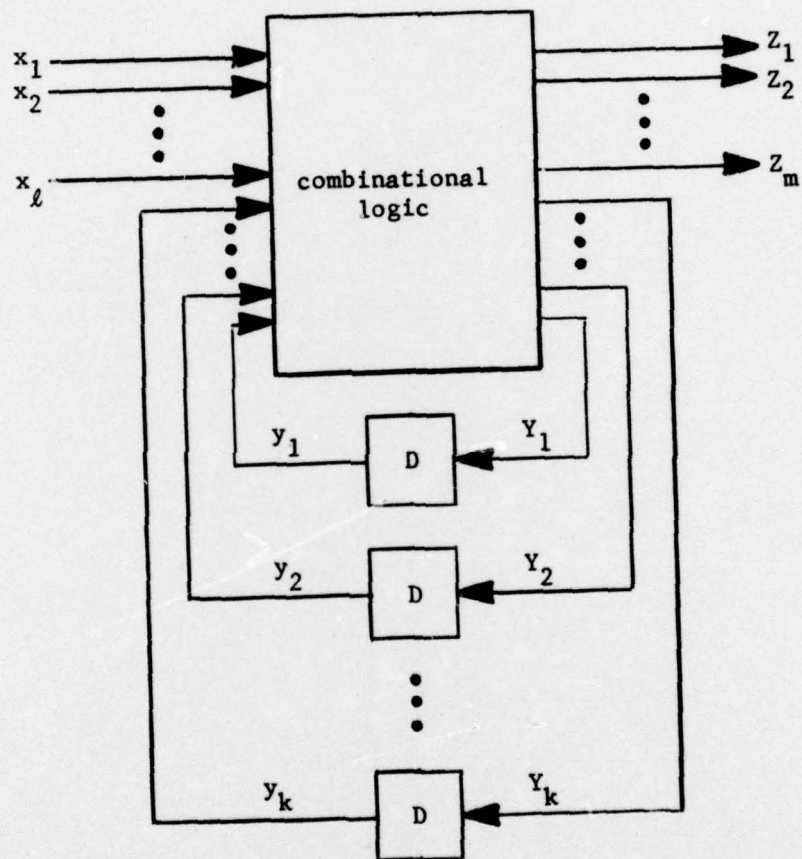 x₁
x₂
xₗ
Z₁
Z₂
Zₘ
combinational
logic
y₁
D
Y₁
y₂
D
Y₂
yₖ
D
Yₖ